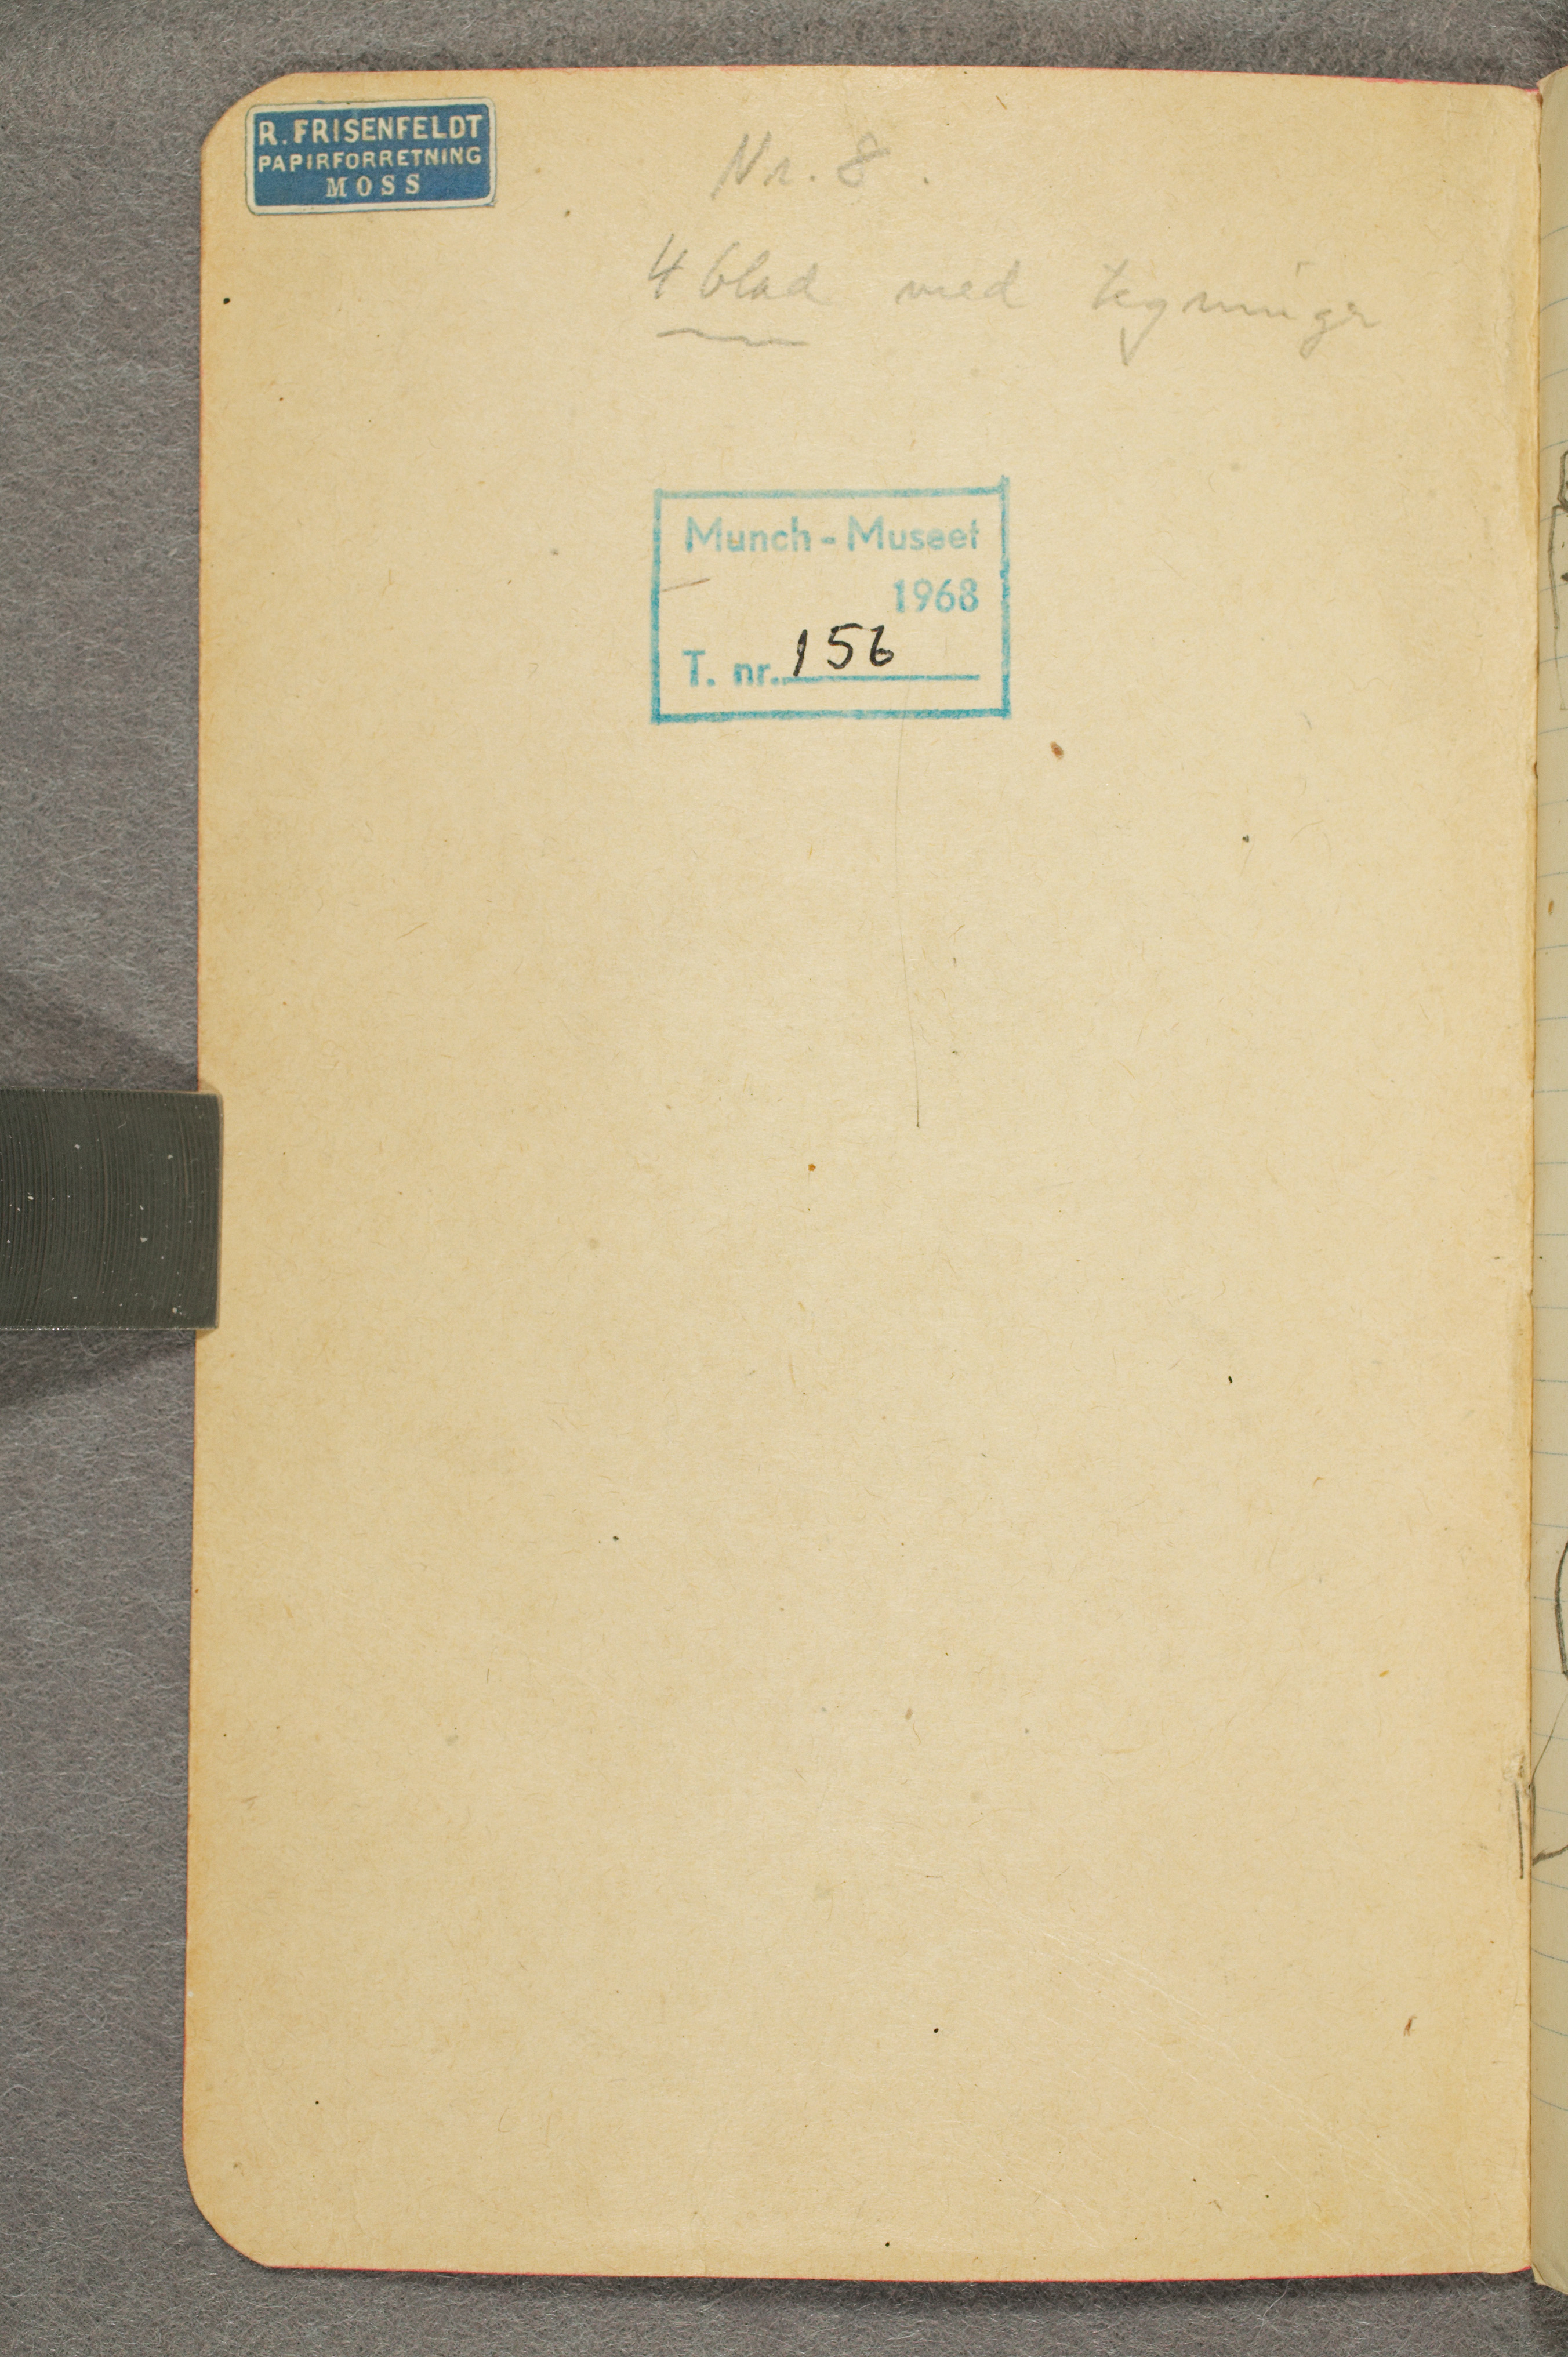 R. FRISENFELDT
PAPIRFORRETNING
MOSS
Nr. 8.
4 blad med tegninger
Munch-Museet
1968
T. nr. 156